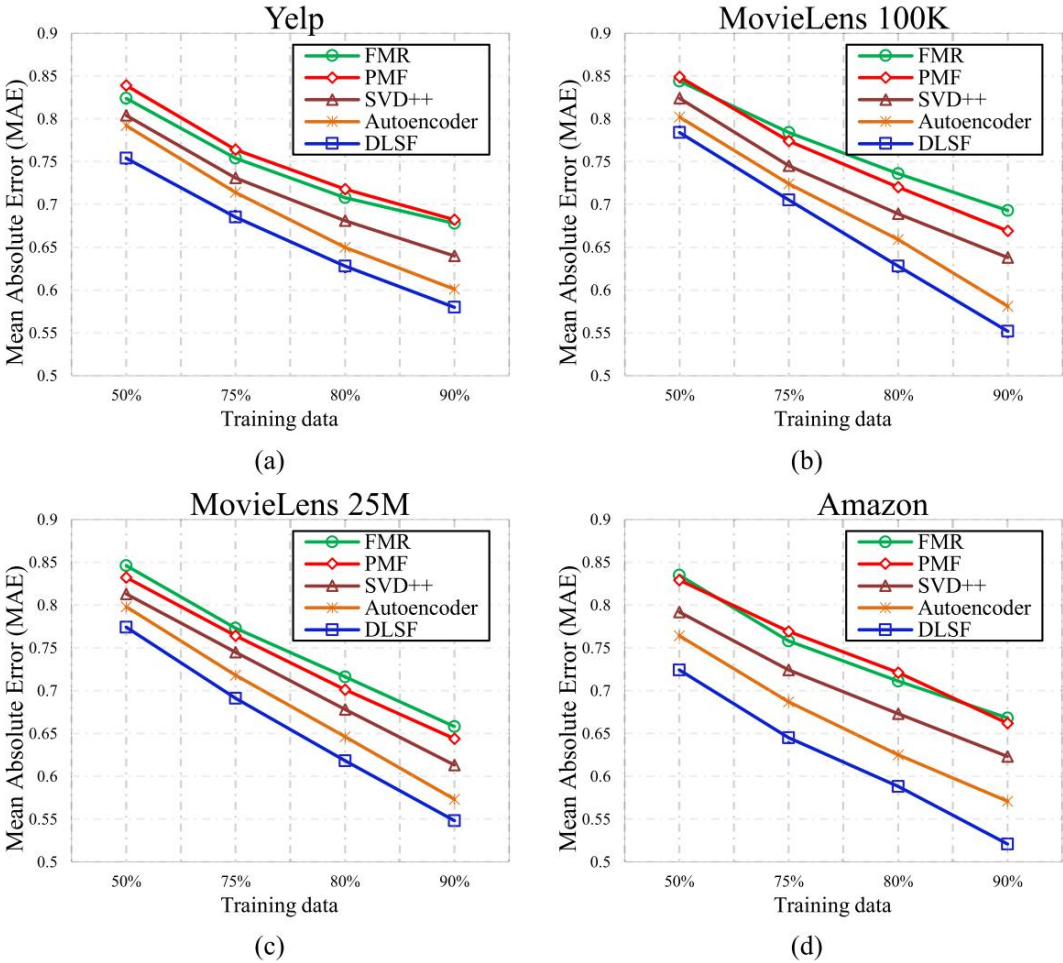 Yelp
Mean Absolute Error (MAE)
0.9
0.85
0.8
0.75
0.7
0.65
0.6
0.55
0.5
FMR
PMF
SVD++
Autoencoder
DLSF
50% 75% 80% 90%
Training data
(a)
MovieLens 100K
Mean Absolute Error (MAE)
0.9
0.85
0.8
0.75
0.7
0.65
0.6
0.55
0.5
FMR
PMF
SVD++
Autoencoder
DLSF
50% 75% 80% 90%
Training data
(b)
MovieLens 25M
Mean Absolute Error (MAE)
0.9
0.85
0.8
0.75
0.7
0.65
0.6
0.55
0.5
FMR
PMF
SVD++
Autoencoder
DLSF
50% 75% 80% 90%
Training data
(c)
Amazon
Mean Absolute Error (MAE)
0.9
0.85
0.8
0.75
0.7
0.65
0.6
0.55
0.5
FMR
PMF
SVD++
Autoencoder
DLSF
50% 75% 80% 90%
Training data
(d)